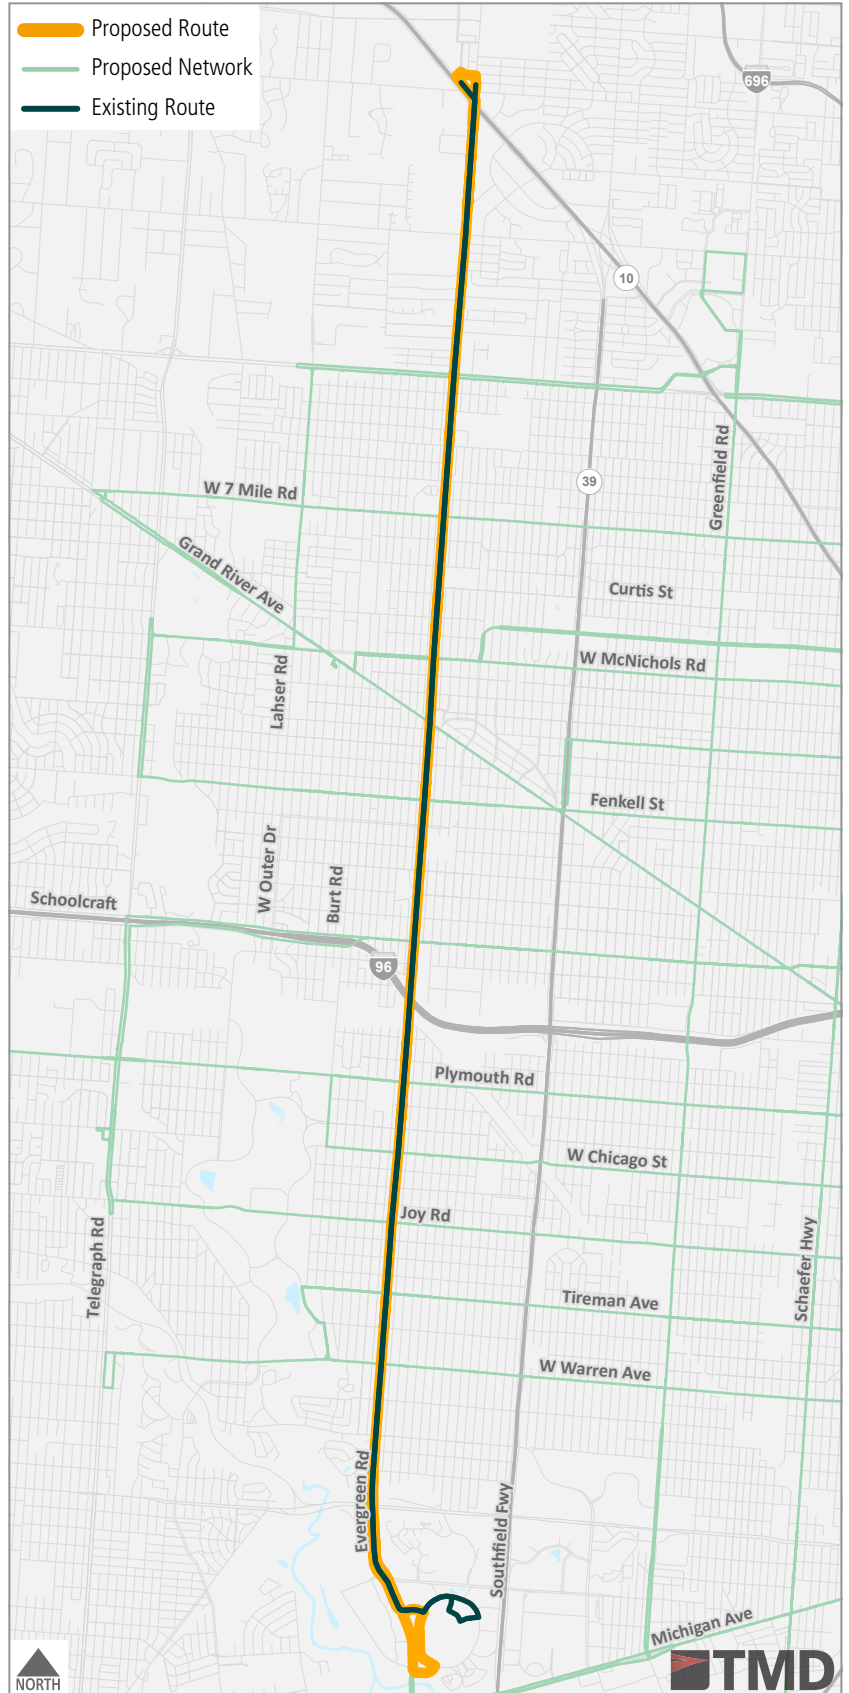 Proposed Route
Proposed Network
Existing Route
696
10
Greenfield Rd
W 7 Mile Rd
39
Grand River Ave
Curtis St
Lahser Rd
W McNichols Rd
Fenkell St
W Outer Dr
Burt Rd
Schoolcraft
96
Plymouth Rd
W Chicago St
Joy Rd
Telegraph Rd
Schaefer Hwy
Tireman Ave
W Warren Ave
Evergreen Rd
Southfield Fwy
Michigan Ave
NORTH
TMD